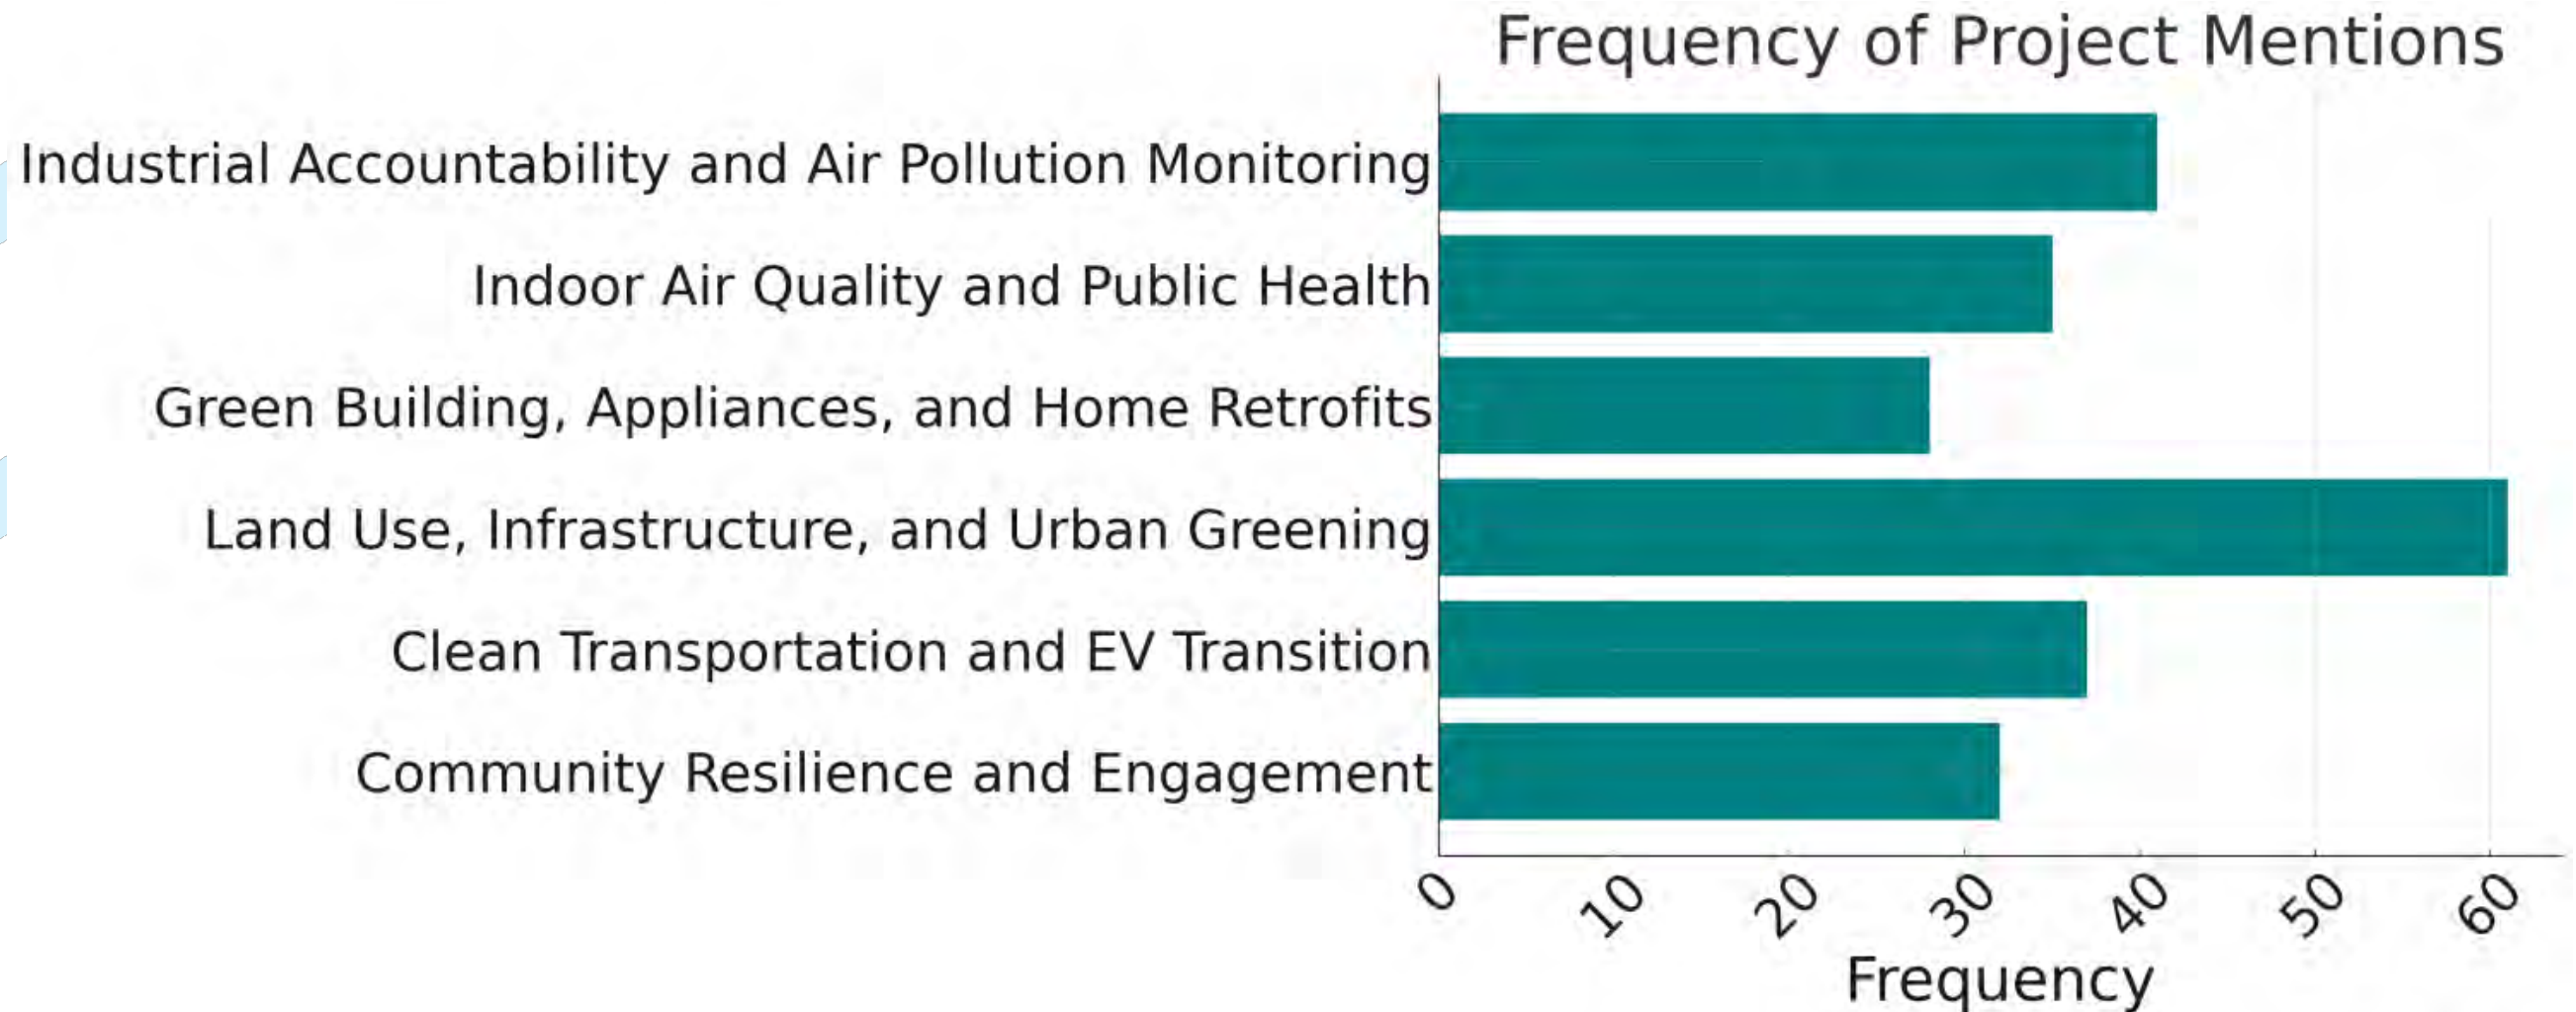 Frequency of Project Mentions
Industrial Accountability and Air Pollution Monitoring
Indoor Air Quality and Public Health
Green Building, Appliances, and Home Retrofits
Land Use, Infrastructure, and Urban Greening
Clean Transportation and EV Transition
Community Resilience and Engagement
0 10 20 30 40 50 60
Frequency